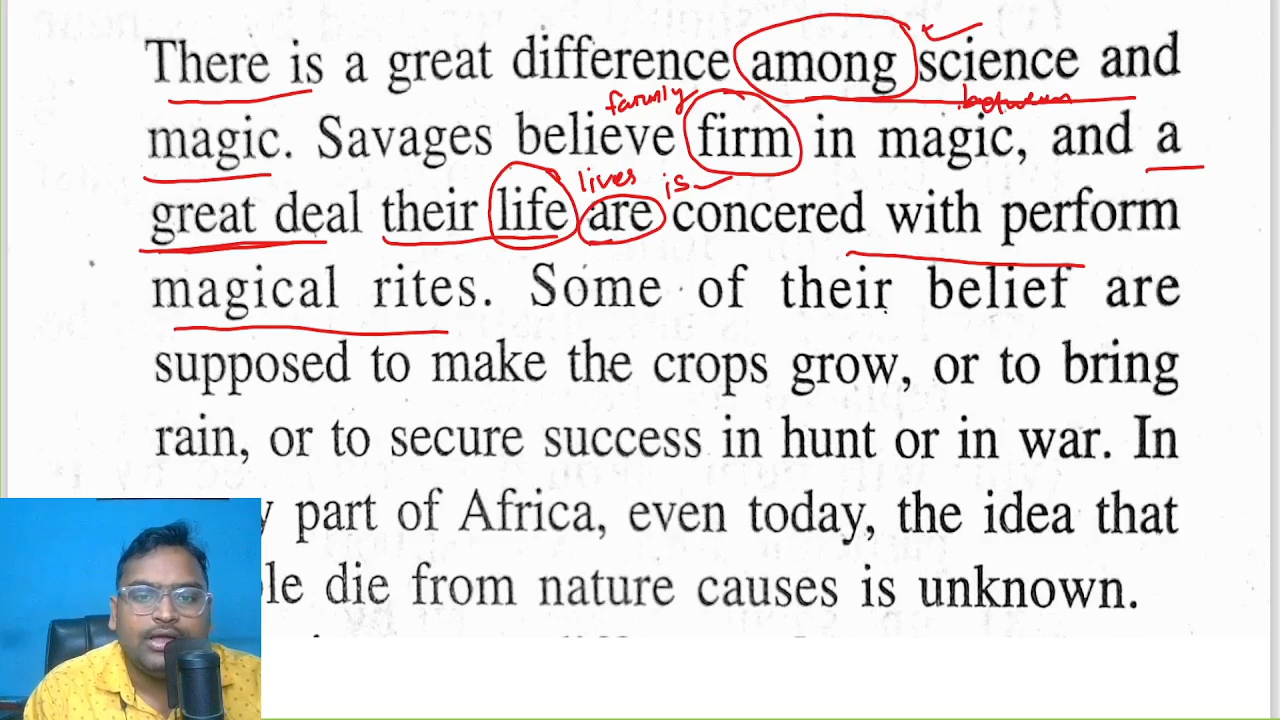 There is a great difference among science and
between
magic. Savages believe firm in magic, and a
lives is
great deal their life are concered with perform
magical rites. Some of their belief are
supposed to make the crops grow, or to bring
rain, or to secure success in hunt or in war. In
part of Africa, even today, the idea that
die from nature causes is unknown.